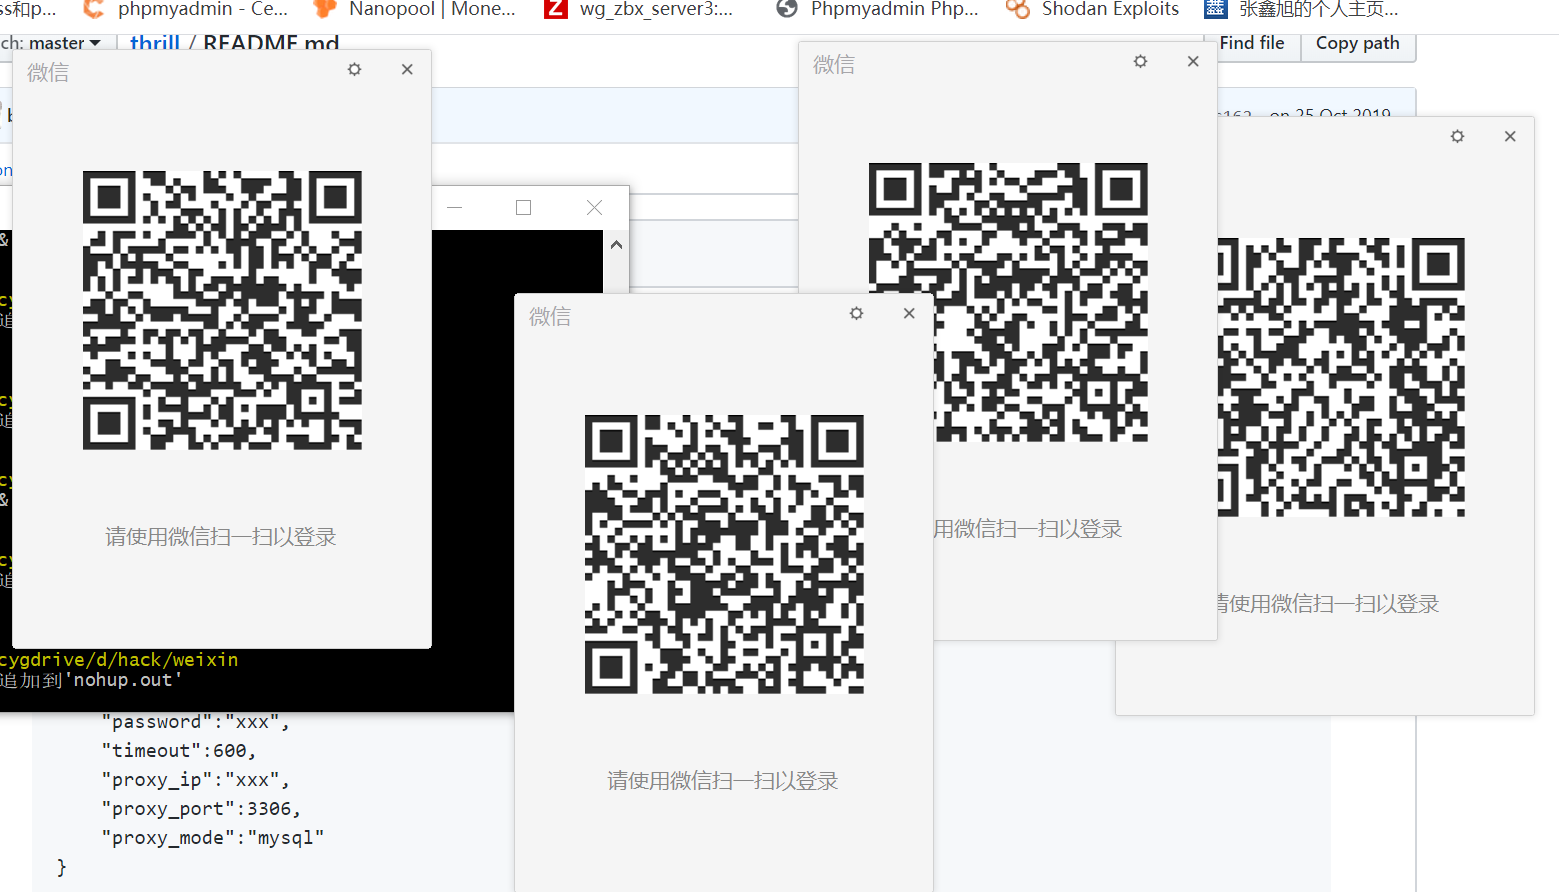 ss和p...
phpmyadmin - Ce...
Nanopool | Mone...
Z
wg_zbx_server3:...
Phpmyadmin Php...
Shodan Exploits
鑫
张鑫旭的个人主页...
ch: master
thrill / README.md
Find file
Copy path
微信
微信
on 25 Oct 2019
请使用微信扫一扫以登录
微信
用微信扫一扫以登录
请使用微信扫一扫以登录
cygdrive/d/hack/weixin
追加到'nohup.out'
"password":"xxx",
"timeout":600,
"proxy_ip":"xxx",
"proxy_port":3306,
"proxy_mode":"mysql"
}
请使用微信扫一扫以登录